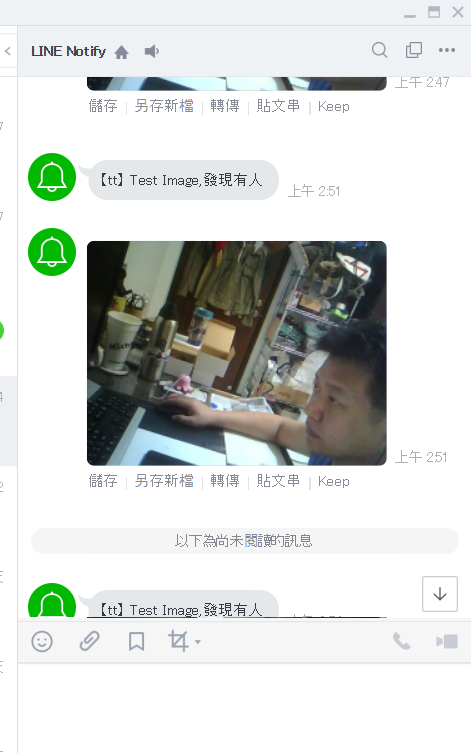 LINE Notify
上午 2:47
儲存 | 另存新檔 | 轉傳 | 貼文串 | Keep
【tt】 Test Image,發現有人
上午 2:51
上午 2:51
儲存 | 另存新檔 | 轉傳 | 貼文串 | Keep
以下為尚未閱讀的訊息
【tt】 Test Image,發現有人